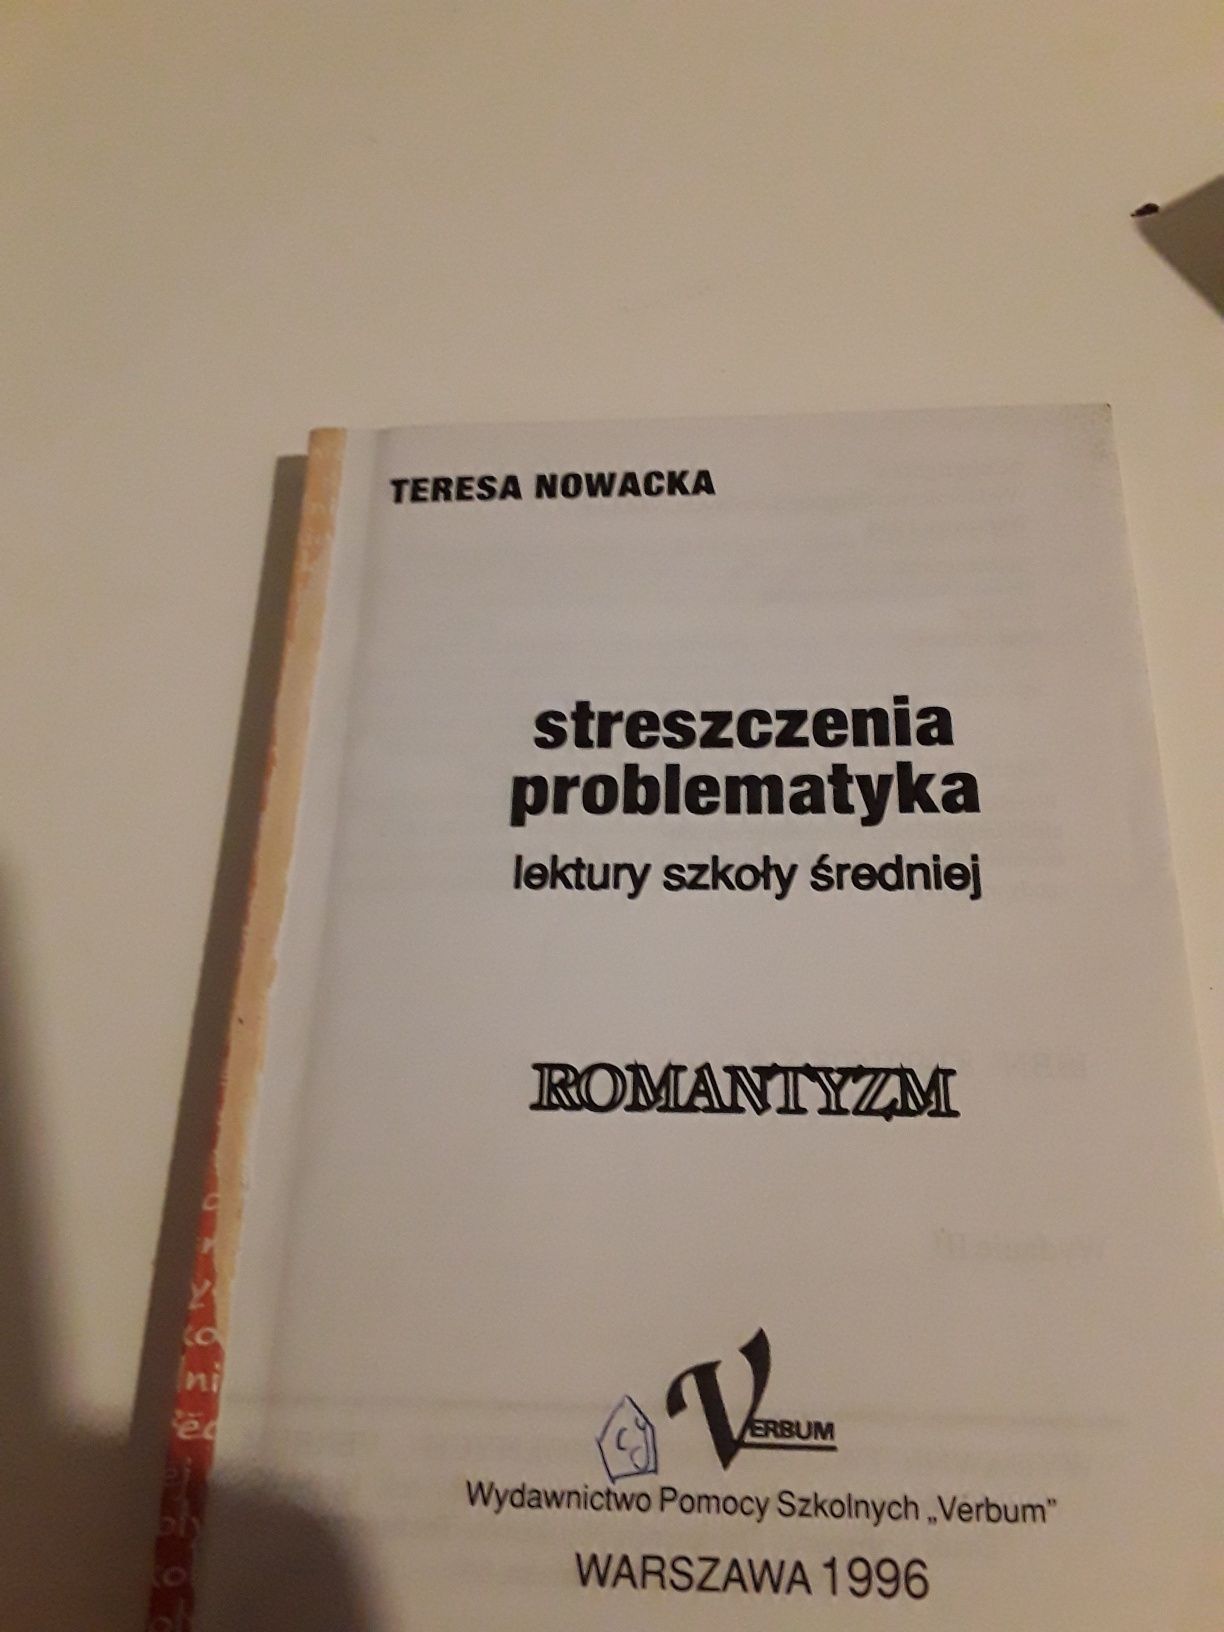 TERESA NOWACKA
streszczenia
problematyka
lektury szkoły średniej
ROMANTYZM
VERBUM
Wydawnictwo Pomocy Szkolnych „Verbum”
WARSZAWA 1996